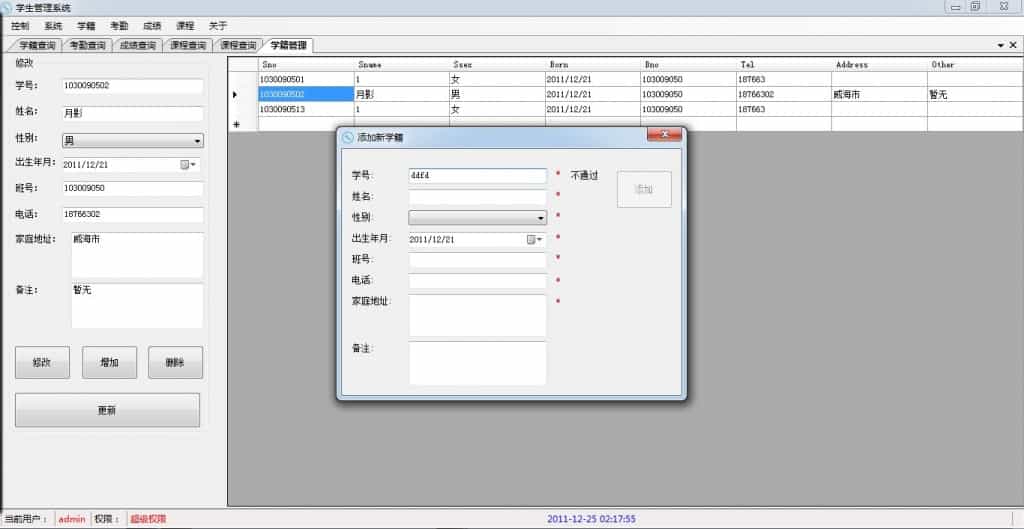 学生管理系统
控制 系统 学籍 考勤 成绩 课程 关于
学籍查询 考勤查询 成绩查询 课程查询 课程查询 学籍管理
修改
学号： 1030090502
姓名： 月影
性别： 男
出生年月： 2011/12/21
班号： 103009050
电话： 18766302
家庭地址： 威海市
备注： 暂无
修改 增加 删除
更新
Sno Sname Ssex Born Bno Tel Address Other
1030090501 1 女 2011/12/21 103009050 187663
1030090502 月影 男 2011/12/21 103009050 18766302 威海市 暂无
1030090513 1 女 2011/12/21 103009050 187663
添加新学籍
学号: 4df4 * 不通过 添加
姓名: *
性别: *
出生年月: 2011/12/21 *
班号: *
电话: *
家庭地址: *
备注:
当前用户： admin 权限： 超级权限 2011-12-25 02:17:55